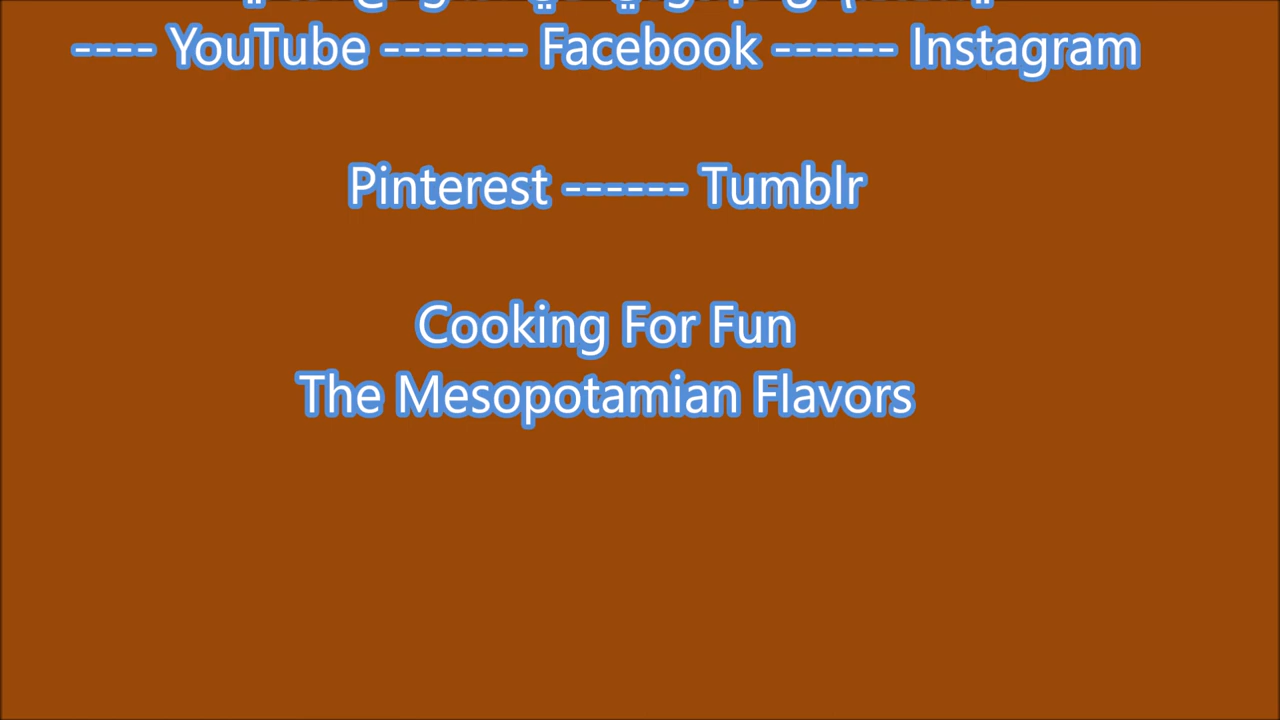 ---- YouTube ------- Facebook ------ Instagram
Pinterest ------ Tumblr
Cooking For Fun
The Mesopotamian Flavors